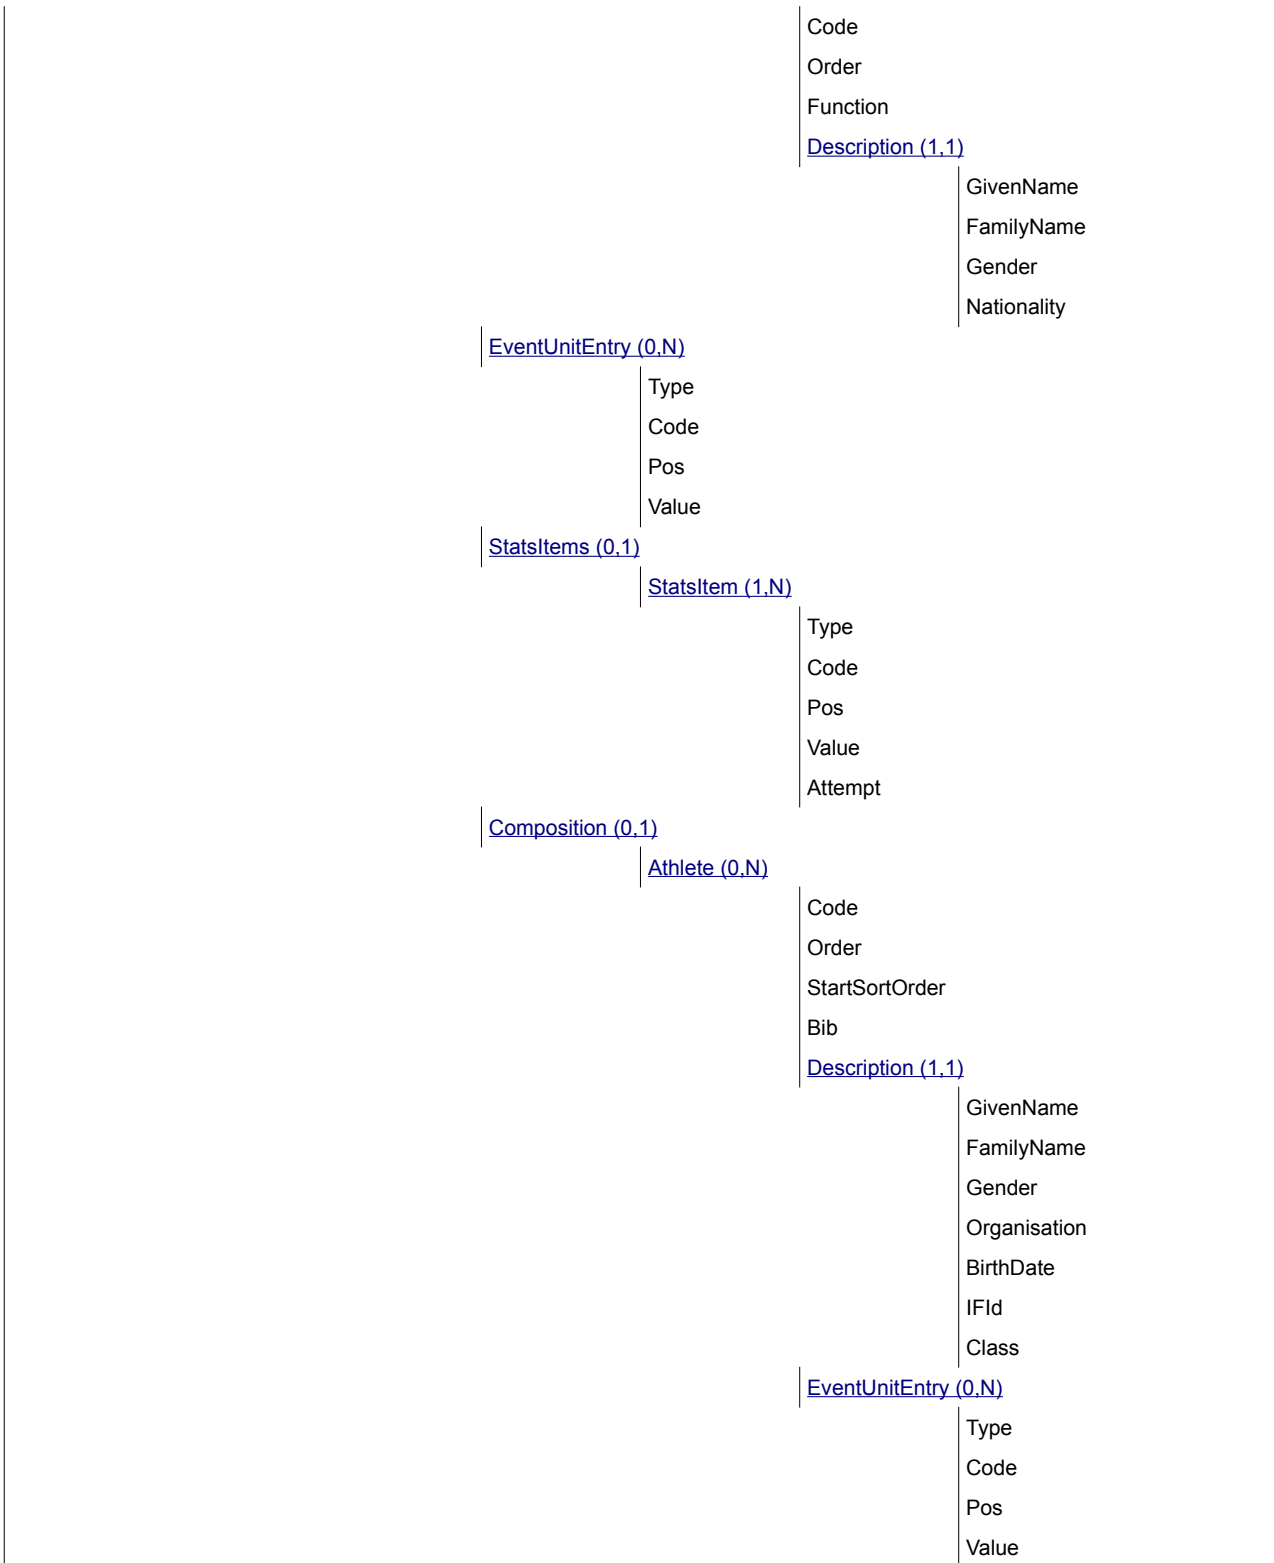 Code
Order
Function
Description (1,1)
GivenName
FamilyName
Gender
Nationality
EventUnitEntry (0,N)
Type
Code
Pos
Value
StatsItems (0,1)
StatsItem (1,N)
Type
Code
Pos
Value
Attempt
Composition (0,1)
Athlete (0,N)
Code
Order
StartSortOrder
Bib
Description (1,1)
GivenName
FamilyName
Gender
Organisation
BirthDate
IFId
Class
EventUnitEntry (0,N)
Type
Code
Pos
Value